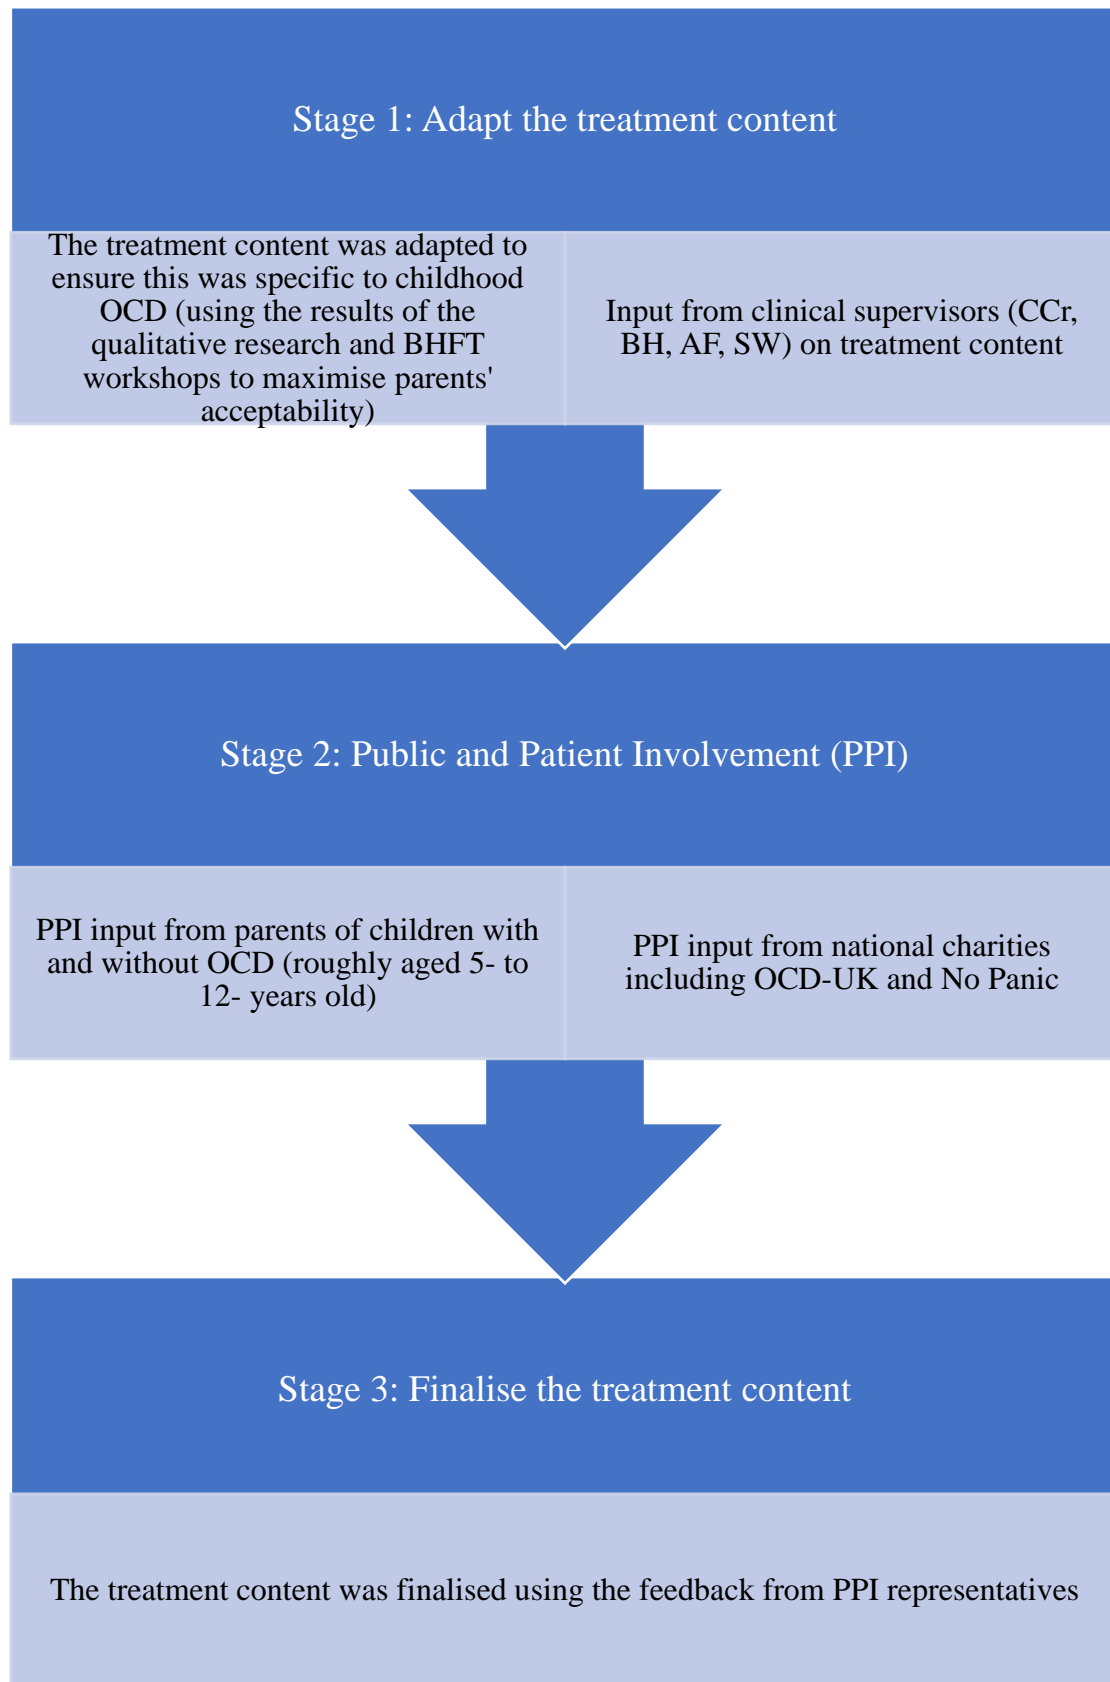 Stage 1: Adapt the treatment content
The treatment content was adapted to
ensure this was specific to childhood
OCD (using the results of the
qualitative research and BHFT
workshops to maximise parents'
acceptability)
Input from clinical supervisors (CCr,
BH, AF, SW) on treatment content
Stage 2: Public and Patient Involvement (PPI)
PPI input from parents of children with
and without OCD (roughly aged 5- to
12- years old)
PPI input from national charities
including OCD-UK and No Panic
Stage 3: Finalise the treatment content
The treatment content was finalised using the feedback from PPI representatives